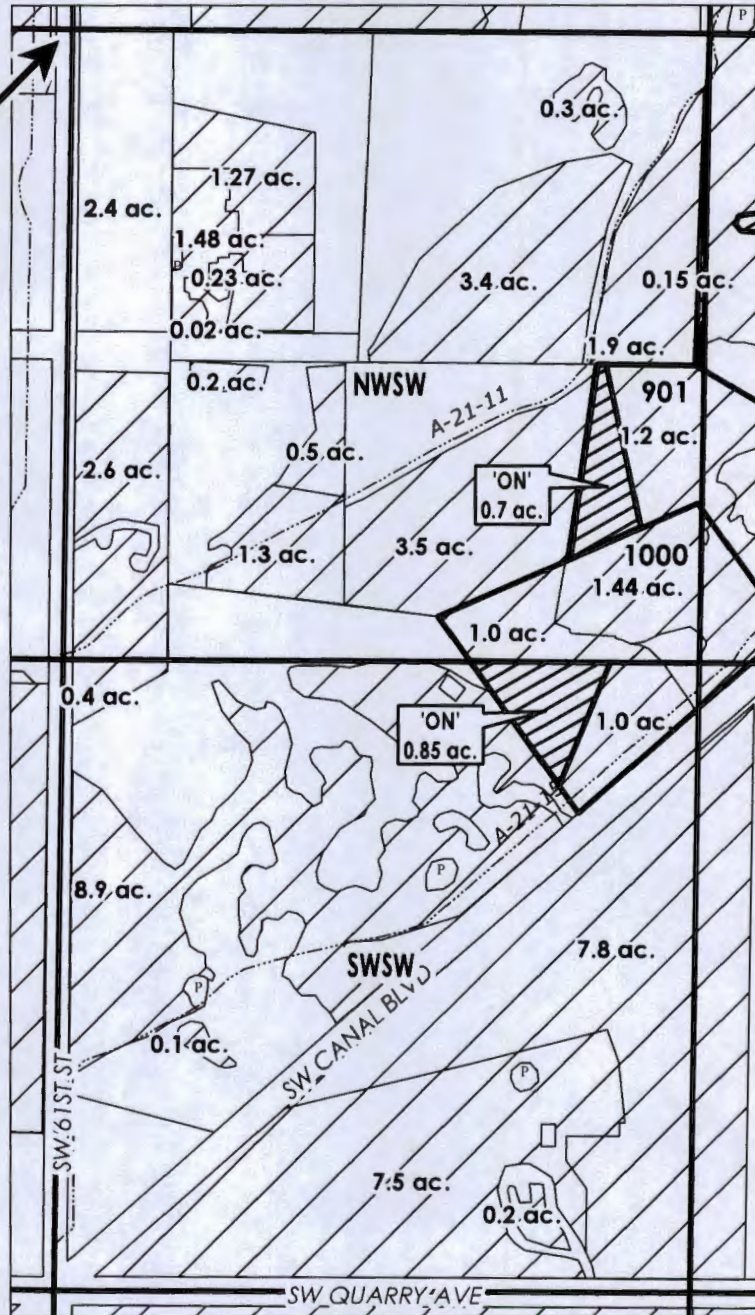 P
0.3 ac.
1.27 ac.
2.4 ac.
1.48 ac.
P
0.23 ac.
3.4 ac.
0.15 ac.
0.02 ac.
1.9 ac.
0.2 ac.
NWSW
901
A-21-11
1.2 ac.
0.5 ac.
2.6 ac.
'ON'
0.7 ac.
3.5 ac.
1.3 ac.
1000
1.44 ac.
1.0 ac.
0.4 ac.
'ON'
0.85 ac.
1.0 ac.
P
8.9 ac.
7.8 ac.
SWSW
P
SW CANAL BLVD
0.1 ac.
P
SW 61ST ST
7.5 ac.
0.2 ac.
SW QUARRY AVE